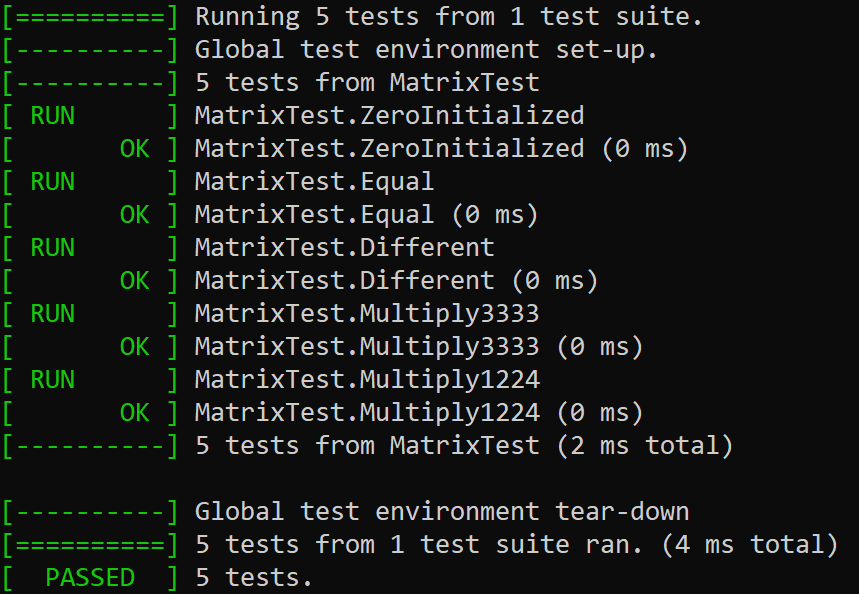 [==========] Running 5 tests from 1 test suite.
[----------] Global test environment set-up.
[----------] 5 tests from MatrixTest
[ RUN      ] MatrixTest.ZeroInitialized
[       OK ] MatrixTest.ZeroInitialized (0 ms)
[ RUN      ] MatrixTest.Equal
[       OK ] MatrixTest.Equal (0 ms)
[ RUN      ] MatrixTest.Different
[       OK ] MatrixTest.Different (0 ms)
[ RUN      ] MatrixTest.Multiply3333
[       OK ] MatrixTest.Multiply3333 (0 ms)
[ RUN      ] MatrixTest.Multiply1224
[       OK ] MatrixTest.Multiply1224 (0 ms)
[----------] 5 tests from MatrixTest (2 ms total)

[----------] Global test environment tear-down
[==========] 5 tests from 1 test suite ran. (4 ms total)
[  PASSED  ] 5 tests.